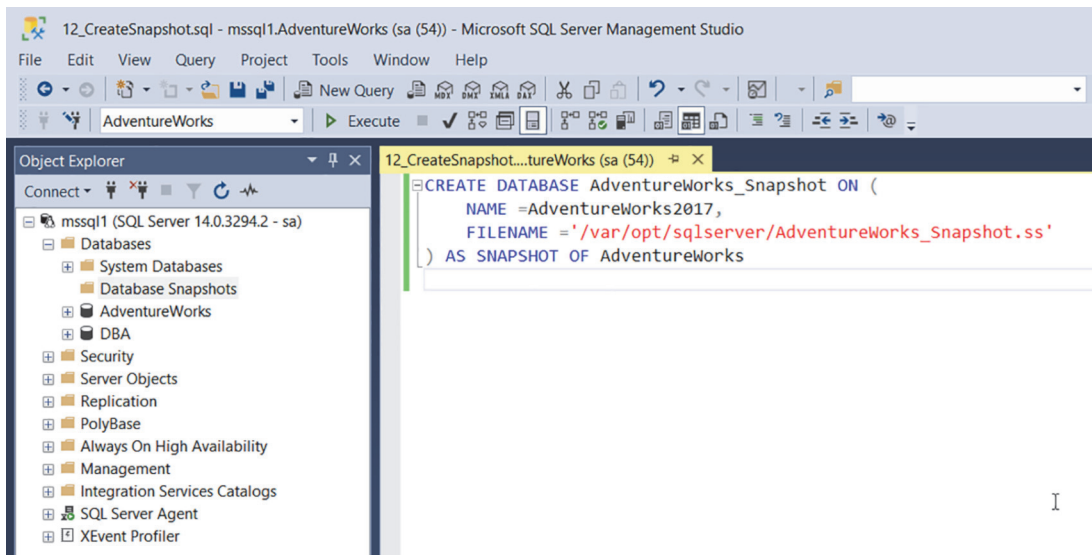 12_CreateSnapshot.sql - mssql1.AdventureWorks (sa (54)) - Microsoft SQL Server Management Studio
File Edit View Query Project Tools Window Help
New Query MDX DMX XMLA DAX
AdventureWorks Execute
Object Explorer
12_CreateSnapshot....tureWorks (sa (54))
Connect
mssql1 (SQL Server 14.0.3294.2 - sa)
Databases
System Databases
Database Snapshots
AdventureWorks
DBA
Security
Server Objects
Replication
PolyBase
Always On High Availability
Management
Integration Services Catalogs
SQL Server Agent
XEvent Profiler
CREATE DATABASE AdventureWorks_Snapshot ON (
NAME =AdventureWorks2017,
FILENAME ='/var/opt/sqlserver/AdventureWorks_Snapshot.ss'
) AS SNAPSHOT OF AdventureWorks